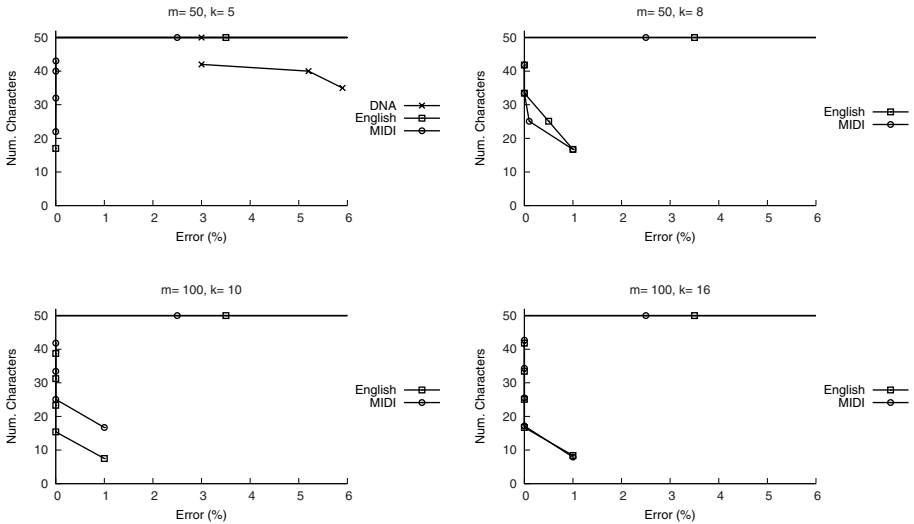 m= 50, k= 5
50
40
30
20
10
0
Num. Characters
0 1 2 3 4 5 6
Error (%)
DNA
English
MIDI
m= 50, k= 8
50
40
30
20
10
0
Num. Characters
0 1 2 3 4 5 6
Error (%)
English
MIDI
m= 100, k= 10
50
40
30
20
10
0
Num. Characters
0 1 2 3 4 5 6
Error (%)
English
MIDI
m= 100, k= 16
50
40
30
20
10
0
Num. Characters
0 1 2 3 4 5 6
Error (%)
English
MIDI